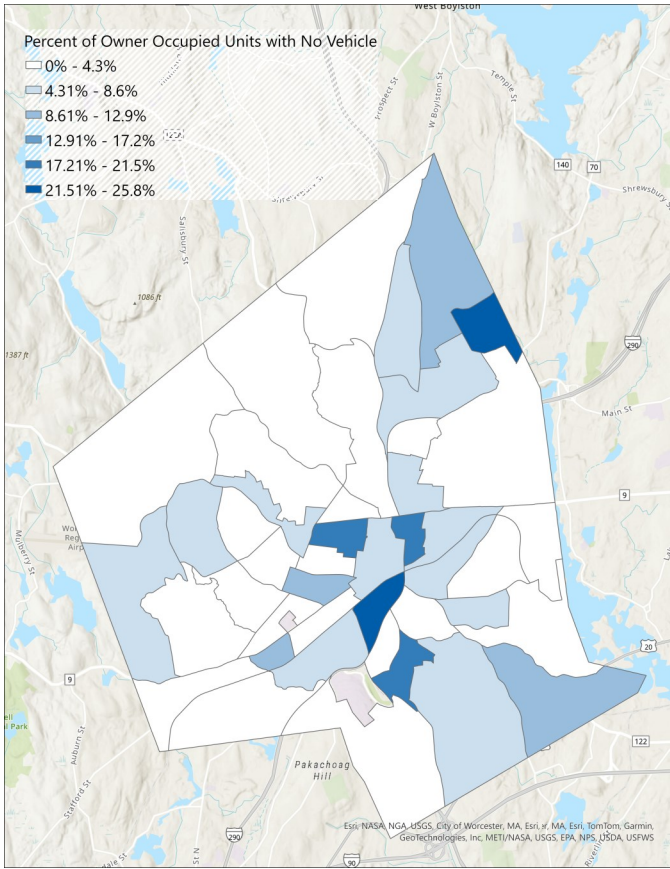 West Boylston
Percent of Owner Occupied Units with No Vehicle
0% - 4.3%
4.31% - 8.6%
8.61% - 12.9%
12.91% - 17.2%
17.21% - 21.5%
21.51% - 25.8%
Prospect St
W Boylston St
Temple St
140
70
Shrewsbury St
Salisbury St
1086 ft
1387 ft
290
Main St
9
Mulberry St
20
9
Auburn St
Park
122
Stafford St
Pakachoag
Hill
290
90
Esri, NASA, NGA, USGS, City of Worcester, MA, Esri, TomTom, Garmin,
GeoTechnologies, Inc, METI/NASA, USGS, EPA, NPS, USDA, USFWS